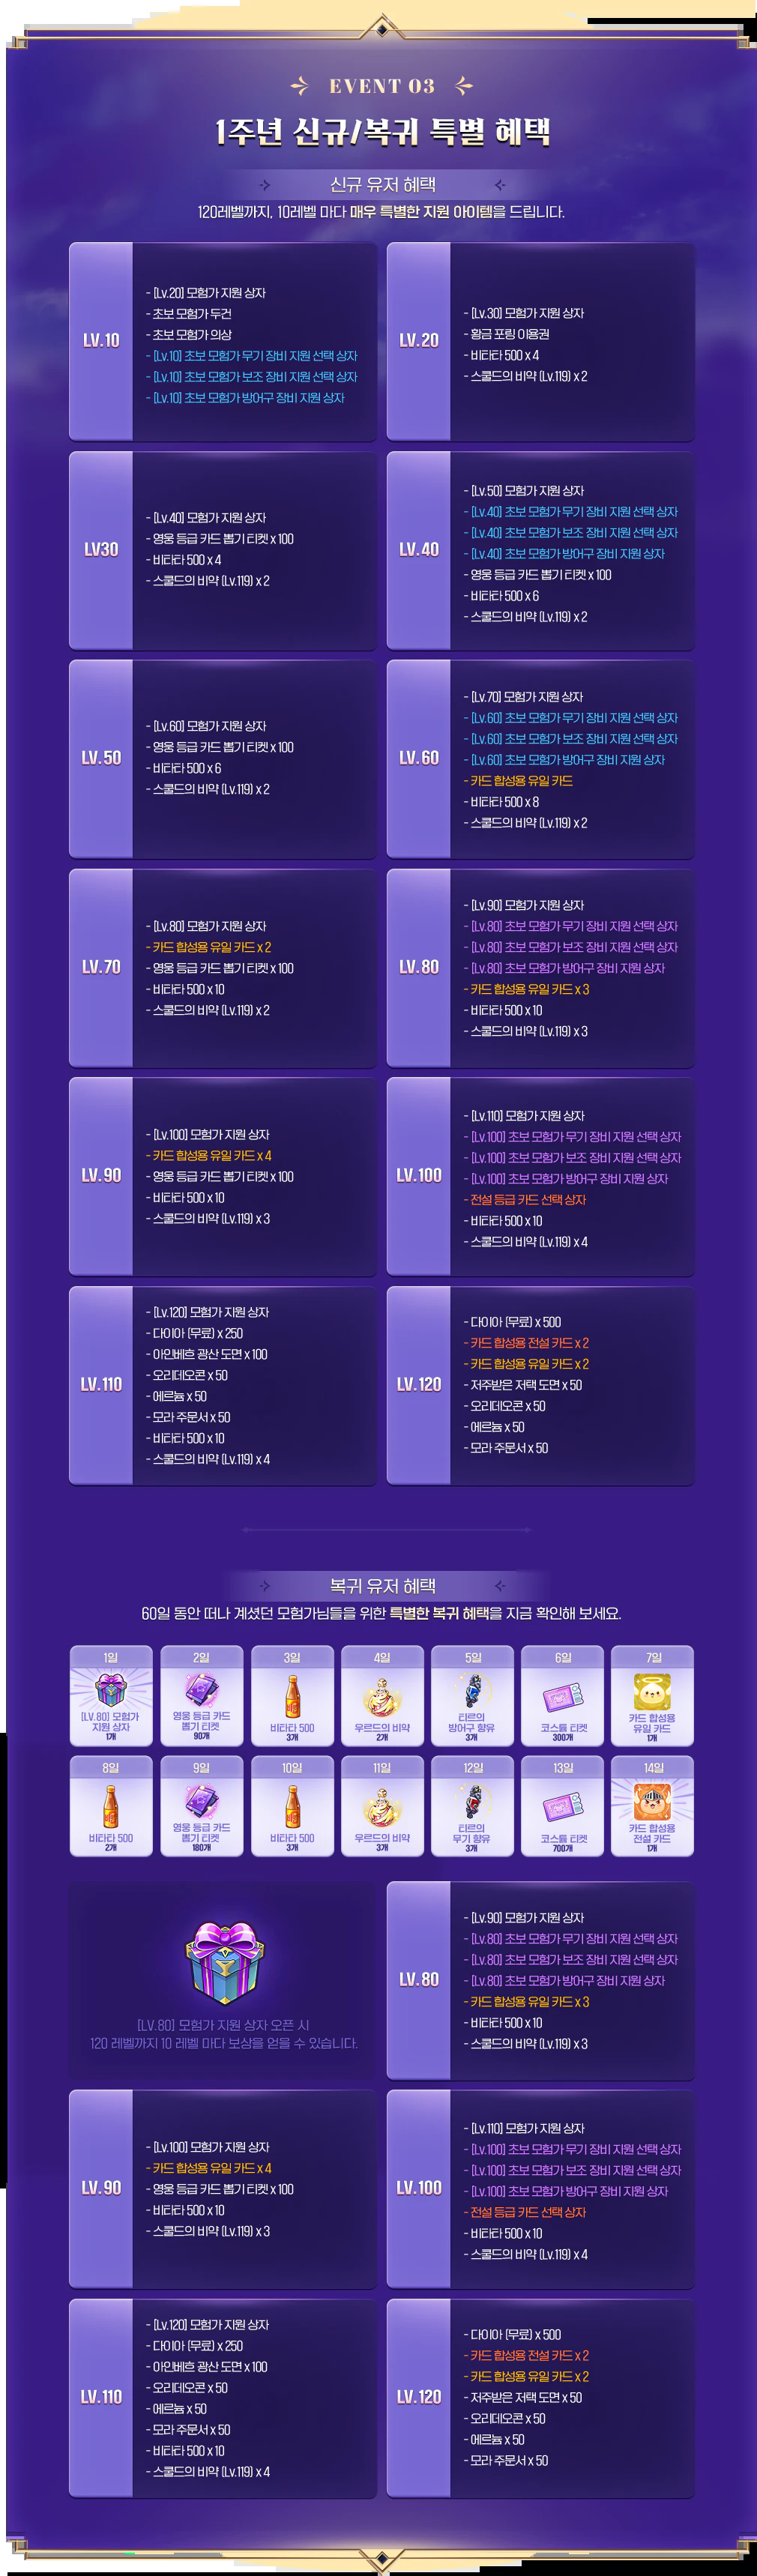 EVENT 03
1주년 신규/복귀 특별 혜택
신규 유저 혜택
120레벨까지, 10레벨 마다 매우 특별한 지원 아이템을 드립니다.
LV.10
- [Lv.20] 모험가 지원 상자
- 초보 모험가 두건
- 초보 모험가 의상
- [Lv.10] 초보 모험가 무기 장비 지원 선택 상자
- [Lv.10] 초보 모험가 보조 장비 지원 선택 상자
- [Lv.10] 초보 모험가 방어구 장비 지원 상자
LV.20
- [Lv.30] 모험가 지원 상자
- 황금 포링 이용권
- 비타타 500 x 4
- 스쿨드의 비약 (Lv.119) x 2
LV30
- [Lv.40] 모험가 지원 상자
- 영웅 등급 카드 뽑기 티켓 x 100
- 비타타 500 x 4
- 스쿨드의 비약 (Lv.119) x 2
LV.40
- [Lv.50] 모험가 지원 상자
- [Lv.40] 초보 모험가 무기 장비 지원 선택 상자
- [Lv.40] 초보 모험가 보조 장비 지원 선택 상자
- [Lv.40] 초보 모험가 방어구 장비 지원 상자
- 영웅 등급 카드 뽑기 티켓 x 100
- 비타타 500 x 6
- 스쿨드의 비약 (Lv.119) x 2
LV.50
- [Lv.60] 모험가 지원 상자
- 영웅 등급 카드 뽑기 티켓 x 100
- 비타타 500 x 6
- 스쿨드의 비약 (Lv.119) x 2
LV.60
- [Lv.70] 모험가 지원 상자
- [Lv.60] 초보 모험가 무기 장비 지원 선택 상자
- [Lv.60] 초보 모험가 보조 장비 지원 선택 상자
- [Lv.60] 초보 모험가 방어구 장비 지원 상자
- 카드 합성용 유일 카드
- 비타타 500 x 8
- 스쿨드의 비약 (Lv.119) x 2
LV.70
- [Lv.80] 모험가 지원 상자
- 카드 합성용 유일 카드 x 2
- 영웅 등급 카드 뽑기 티켓 x 100
- 비타타 500 x 10
- 스쿨드의 비약 (Lv.119) x 2
LV.80
- [Lv.90] 모험가 지원 상자
- [Lv.80] 초보 모험가 무기 장비 지원 선택 상자
- [Lv.80] 초보 모험가 보조 장비 지원 선택 상자
- [Lv.80] 초보 모험가 방어구 장비 지원 상자
- 카드 합성용 유일 카드 x 3
- 비타타 500 x 10
- 스쿨드의 비약 (Lv.119) x 3
LV.90
- [Lv.100] 모험가 지원 상자
- 카드 합성용 유일 카드 x 4
- 영웅 등급 카드 뽑기 티켓 x 100
- 비타타 500 x 10
- 스쿨드의 비약 (Lv.119) x 3
LV.100
- [Lv.110] 모험가 지원 상자
- [Lv.100] 초보 모험가 무기 장비 지원 선택 상자
- [Lv.100] 초보 모험가 보조 장비 지원 선택 상자
- [Lv.100] 초보 모험가 방어구 장비 지원 상자
- 전설 등급 카드 선택 상자
- 비타타 500 x 10
- 스쿨드의 비약 (Lv.119) x 4
LV.110
- [Lv.120] 모험가 지원 상자
- 다이아 (무료) x 250
- 아인베흐 광산 도면 x 100
- 오리데오콘 x 50
- 에르늄 x 50
- 모라 주문서 x 50
- 비타타 500 x 10
- 스쿨드의 비약 (Lv.119) x 4
LV.120
- 다이아 (무료) x 500
- 카드 합성용 전설 카드 x 2
- 카드 합성용 유일 카드 x 2
- 저주받은 저택 도면 x 50
- 오리데오콘 x 50
- 에르늄 x 50
- 모라 주문서 x 50
복귀 유저 혜택
60일 동안 떠나 계셨던 모험가님들을 위한 특별한 복귀 혜택을 지금 확인해 보세요.
1일
[LV.80] 모험가
지원 상자
1개
2일
영웅 등급 카드
뽑기 티켓
90개
3일
비타타 500
3개
4일
우르드의 비약
2개
5일
티르의
방어구 향유
3개
6일
코스튬 티켓
300개
7일
카드 합성용
유일 카드
1개
8일
비타타 500
2개
9일
영웅 등급 카드
뽑기 티켓
180개
10일
비타타 500
3개
11일
우르드의 비약
3개
12일
티르의
무기 향유
3개
13일
코스튬 티켓
700개
14일
카드 합성용
전설 카드
1개
[LV.80] 모험가 지원 상자 오픈 시
120 레벨까지 10 레벨 마다 보상을 얻을 수 있습니다.
LV.80
- [Lv.90] 모험가 지원 상자
- [Lv.80] 초보 모험가 무기 장비 지원 선택 상자
- [Lv.80] 초보 모험가 보조 장비 지원 선택 상자
- [Lv.80] 초보 모험가 방어구 장비 지원 상자
- 카드 합성용 유일 카드 x 3
- 비타타 500 x 10
- 스쿨드의 비약 (Lv.119) x 3
LV.90
- [Lv.100] 모험가 지원 상자
- 카드 합성용 유일 카드 x 4
- 영웅 등급 카드 뽑기 티켓 x 100
- 비타타 500 x 10
- 스쿨드의 비약 (Lv.119) x 3
LV.100
- [Lv.110] 모험가 지원 상자
- [Lv.100] 초보 모험가 무기 장비 지원 선택 상자
- [Lv.100] 초보 모험가 보조 장비 지원 선택 상자
- [Lv.100] 초보 모험가 방어구 장비 지원 상자
- 전설 등급 카드 선택 상자
- 비타타 500 x 10
- 스쿨드의 비약 (Lv.119) x 4
LV.110
- [Lv.120] 모험가 지원 상자
- 다이아 (무료) x 250
- 아인베흐 광산 도면 x 100
- 오리데오콘 x 50
- 에르늄 x 50
- 모라 주문서 x 50
- 비타타 500 x 10
- 스쿨드의 비약 (Lv.119) x 4
LV.120
- 다이아 (무료) x 500
- 카드 합성용 전설 카드 x 2
- 카드 합성용 유일 카드 x 2
- 저주받은 저택 도면 x 50
- 오리데오콘 x 50
- 에르늄 x 50
- 모라 주문서 x 50